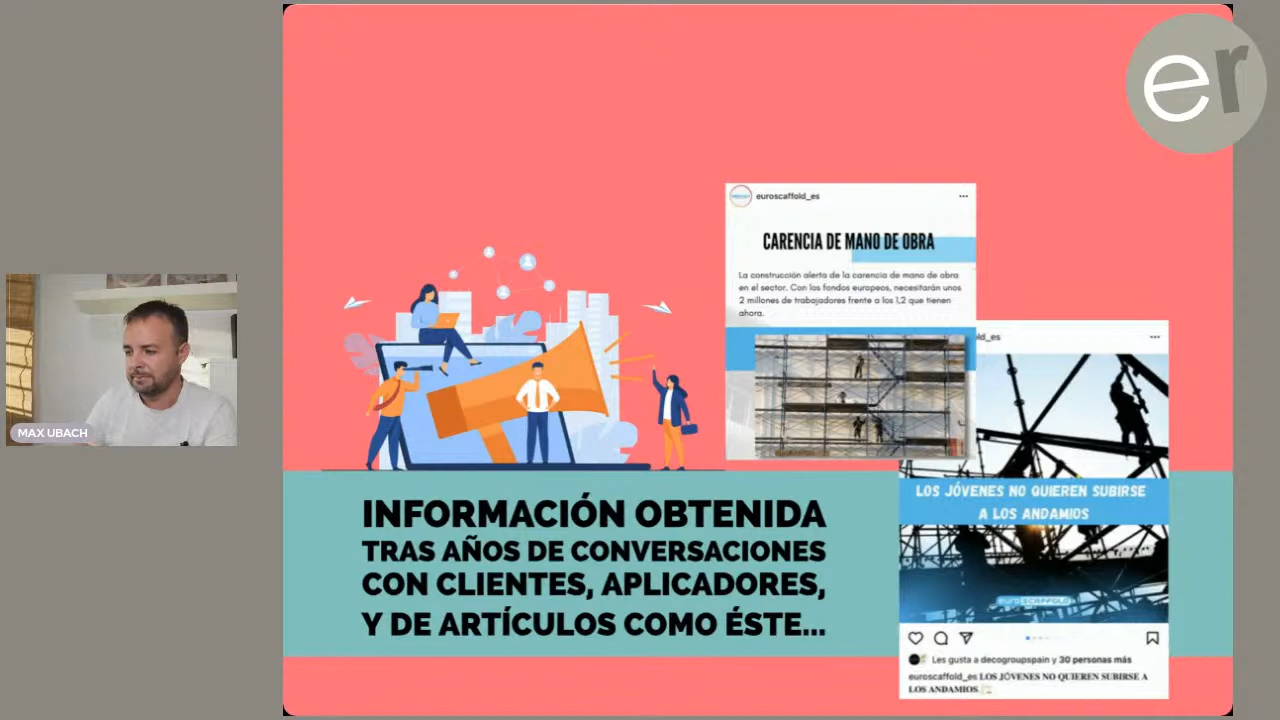 er
euroscaffold_es
CARENCIA DE MANO DE OBRA
La construcción alerta de la carencia de mano de obra
en el sector. Con los fondos europeos, necesitarán unos
2 millones de trabajadores frente a los 1,2 que tienen
ahora.
ld_es
MAX UBACH
LOS JÓVENES NO QUIEREN SUBIRSE
A LOS ANDAMIOS
INFORMACIÓN OBTENIDA
TRAS AÑOS DE CONVERSACIONES
CON CLIENTES, APLICADORES,
Y DE ARTÍCULOS COMO ÉSTE...
euroSCAFFOLD
Les gusta a decogroupspain y 30 personas más
euroscaffold_es LOS JÓVENES NO QUIEREN SUBIRSE A
LOS ANDAMIOS.